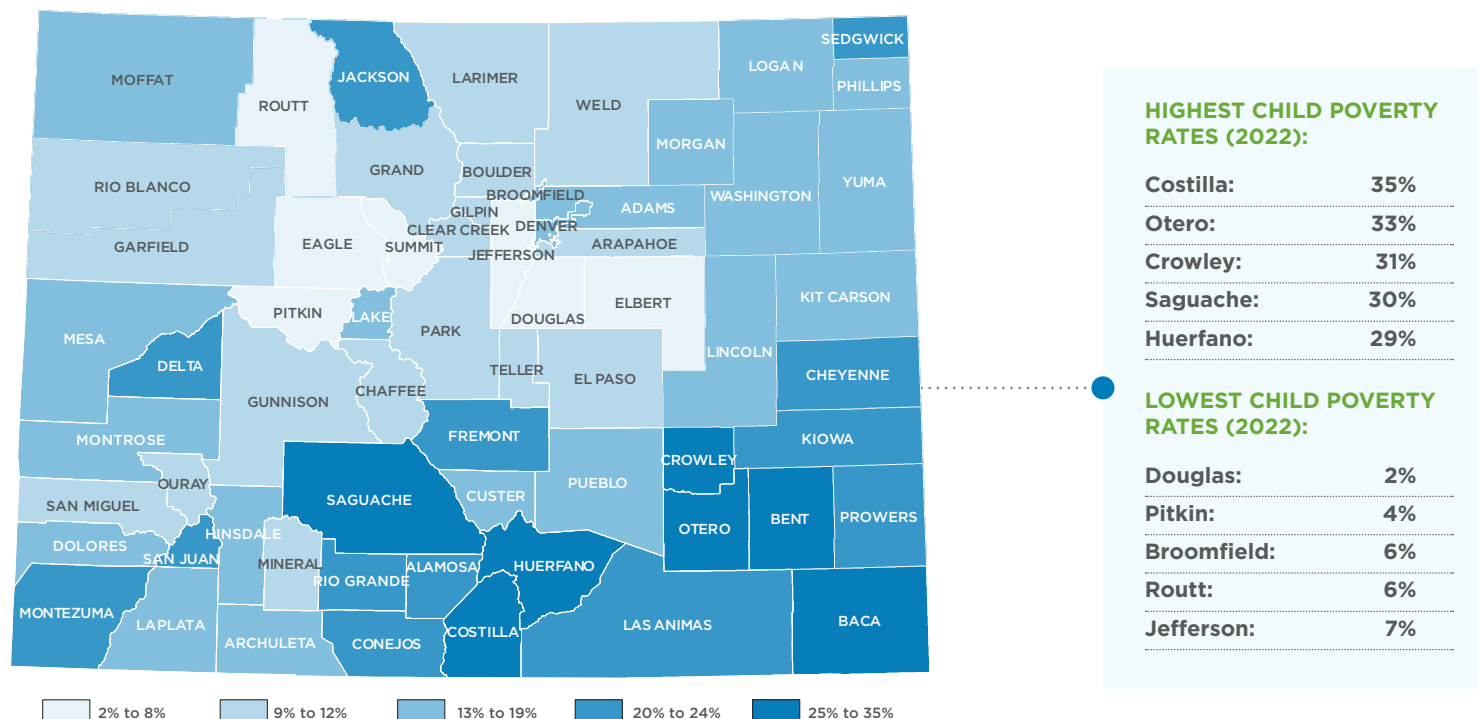 SEDGWICK
LOGAN
MOFFAT
JACKSON
LARIMER
PHILLIPS
ROUTT
WELD
MORGAN
GRAND
BOULDER
YUMA
RIO BLANCO
BROOMFIELD
WASHINGTON
GILPIN
ADAMS
CLEAR CREEK
DENVER
GARFIELD
EAGLE
SUMMIT
ARAPAHOE
JEFFERSON
KIT CARSON
ELBERT
PITKIN
LAKE
DOUGLAS
PARK
MESA
LINCOLN
DELTA
TELLER
CHEYENNE
EL PASO
CHAFFEE
GUNNISON
FREMONT
MONTROSE
KIOWA
CROWLEY
OURAY
PUEBLO
CUSTER
SAGUACHE
SAN MIGUEL
PROWERS
BENT
OTERO
HINSDALE
DOLORES
SAN JUAN
MINERAL
HUERFANO
ALAMOSA
RIO GRANDE
MONTEZUMA
BACA
LAPLATA
LAS ANIMAS
COSTILLA
ARCHULETA
CONEJOS
2% to 8%
9% to 12%
13% to 19%
20% to 24%
25% to 35%
HIGHEST CHILD POVERTY
RATES (2022):
Costilla: 35%
Otero: 33%
Crowley: 31%
Saguache: 30%
Huerfano: 29%
LOWEST CHILD POVERTY
RATES (2022):
Douglas: 2%
Pitkin: 4%
Broomfield: 6%
Routt: 6%
Jefferson: 7%